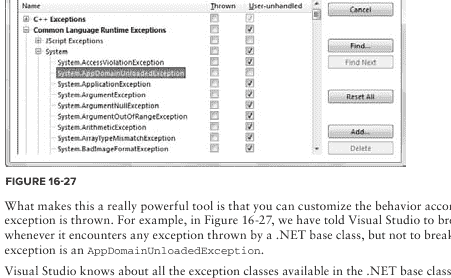 Name Thrown User-unhandled
Cancel
C++ Exceptions
Common Language Runtime Exceptions
JScript Exceptions
Find...
System
Find Next
System.AccessViolationException
System.AppDomainUnloadedException
System.ApplicationException
System.ArgumentException
Reset All
System.ArgumentNullException
System.ArgumentOutOfRangeException
System.ArithmeticException
Add...
System.ArrayTypeMismatchException
System.BadImageFormatException
Delete
FIGURE 16-27
What makes this a really powerful tool is that you can customize the behavior acco
exception is thrown. For example, in Figure 16-27, we have told Visual Studio to br
whenever it encounters any exception thrown by a .NET base class, but not to break
exception is an AppDomainUnloadedException.
Visual Studio knows about all the exception classes available in the .NET base class